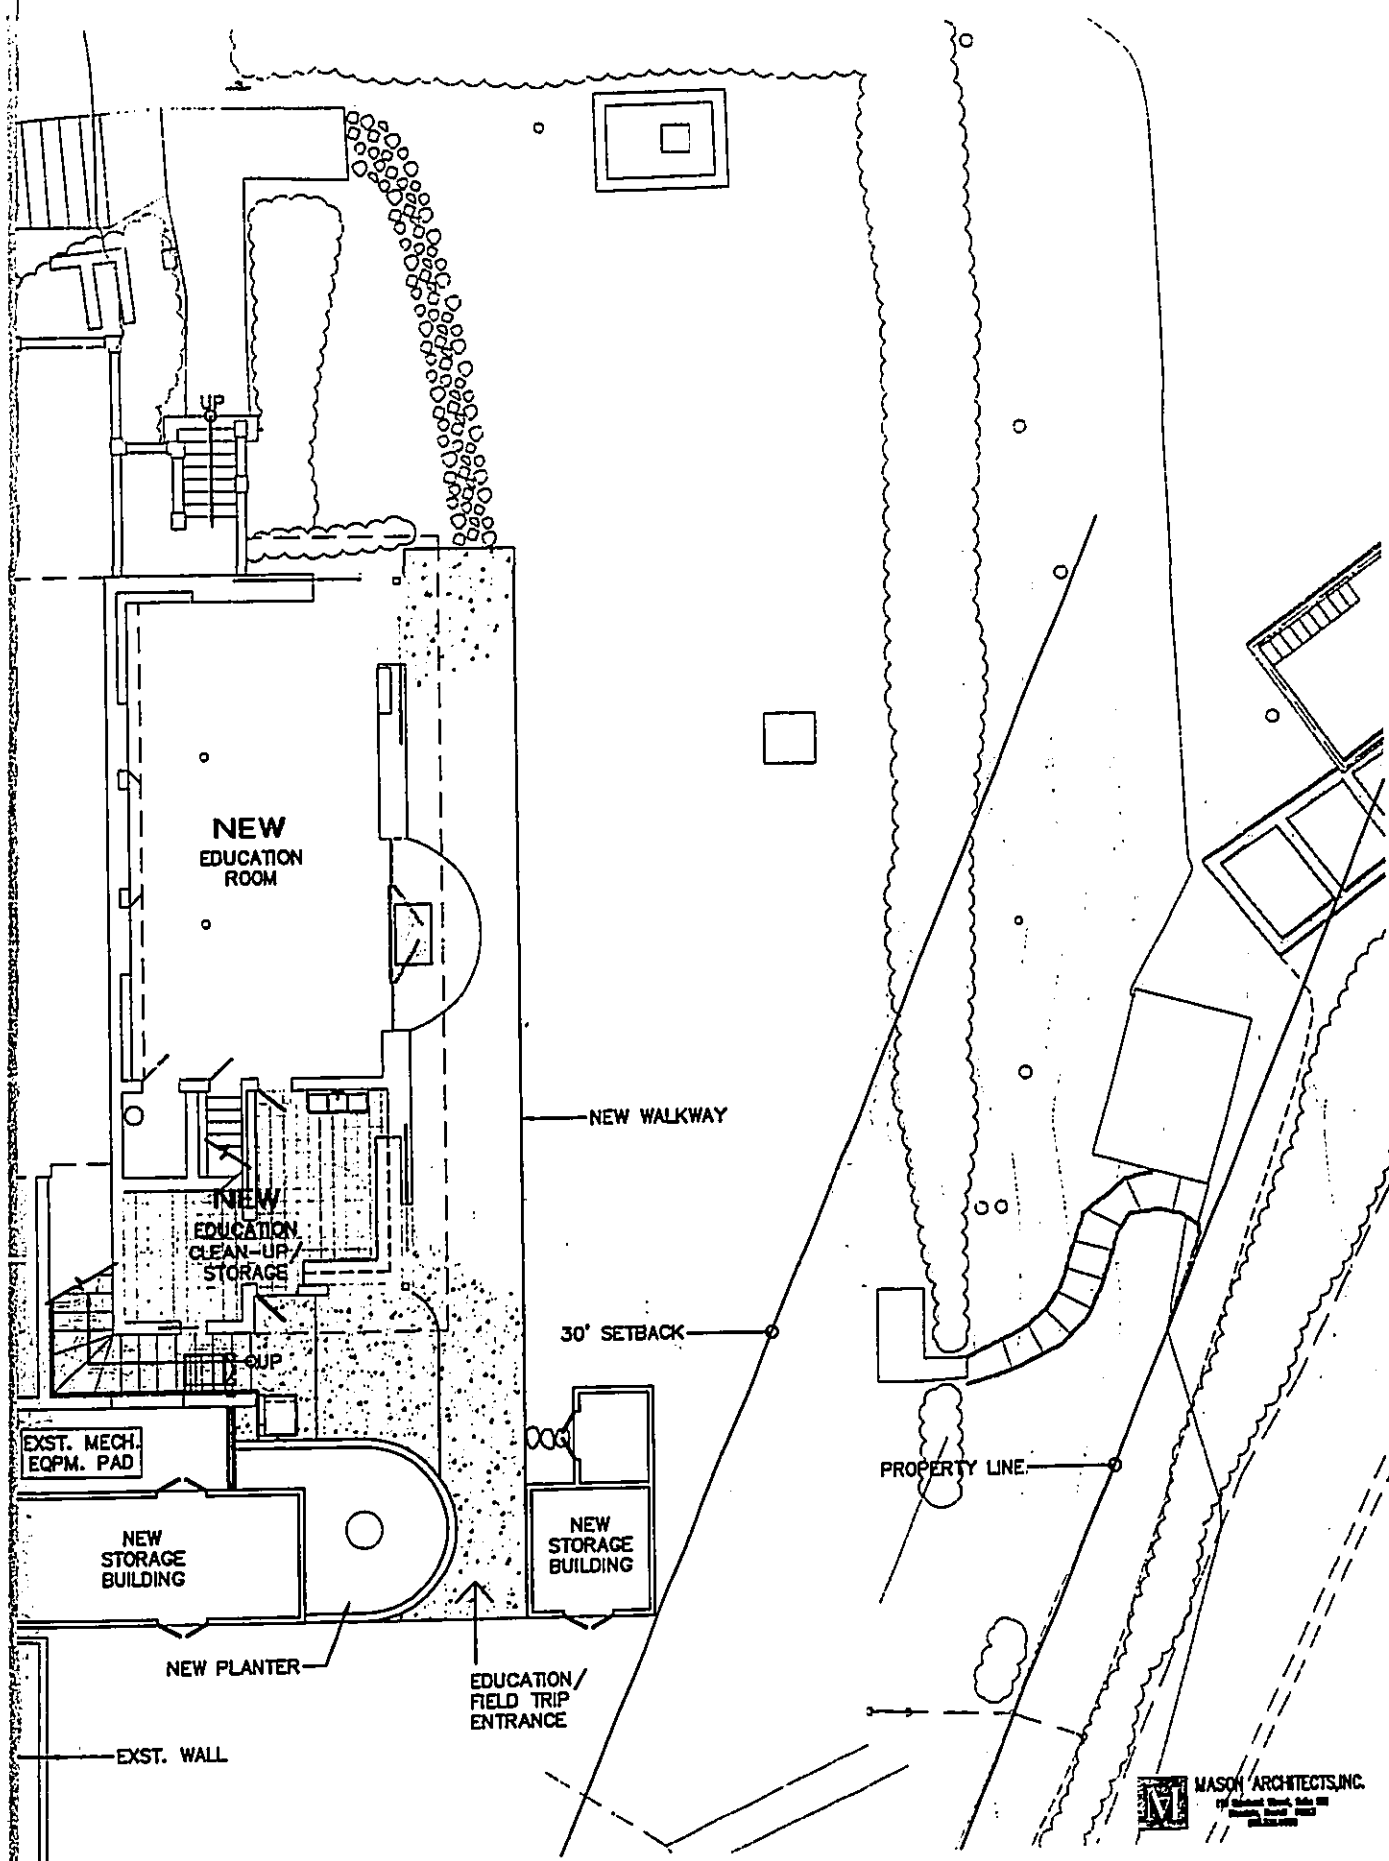 UP
NEW
EDUCATION
ROOM
NEW WALKWAY
NEW
EDUCATION
CLEAN-UP/
STORAGE
30' SETBACK
UP
EXST. MECH.
EQPM. PAD
PROPERTY LINE
NEW
STORAGE
BUILDING
NEW
STORAGE
BUILDING
NEW PLANTER
EDUCATION/
FIELD TRIP
ENTRANCE
EXST. WALL
MASON ARCHITECTS, INC.